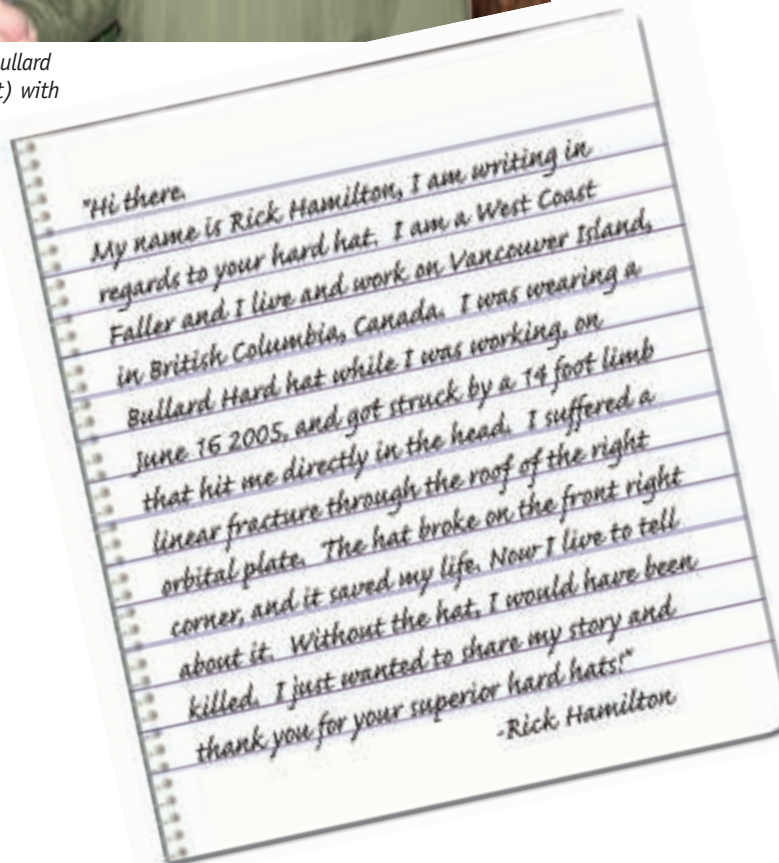 ullard
t) with
"Hi there.
My name is Rick Hamilton, I am writing in
regards to your hard hat. I am a West Coast
Faller and I live and work on Vancouver Island,
in British Columbia, Canada. I was wearing a
Bullard Hard hat while I was working, on
June 16 2005, and got struck by a 14 foot limb
that hit me directly in the head. I suffered a
linear fracture through the roof of the right
orbital plate. The hat broke on the front right
corner, and it saved my life. Now I live to tell
about it. Without the hat, I would have been
killed. I just wanted to share my story and
thank you for your superior hard hats!"
-Rick Hamilton